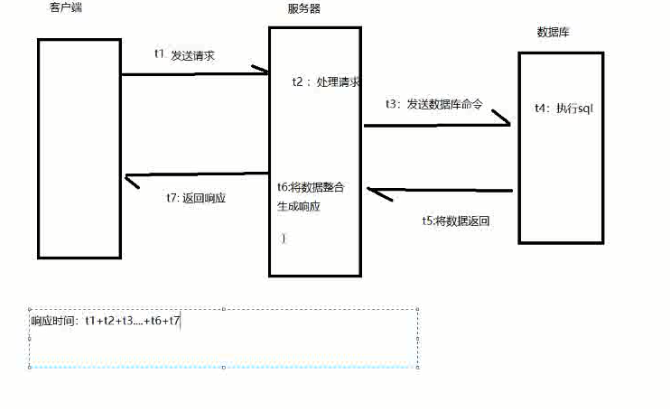 客户端
服务器
数据库
t1 发送请求
t2：处理请求
t3：发送数据库命令
t4：执行sql
t6:将数据整合
生成响应
}
t7: 返回响应
t5:将数据返回
响应时间：t1+t2+t3....+t6+t7